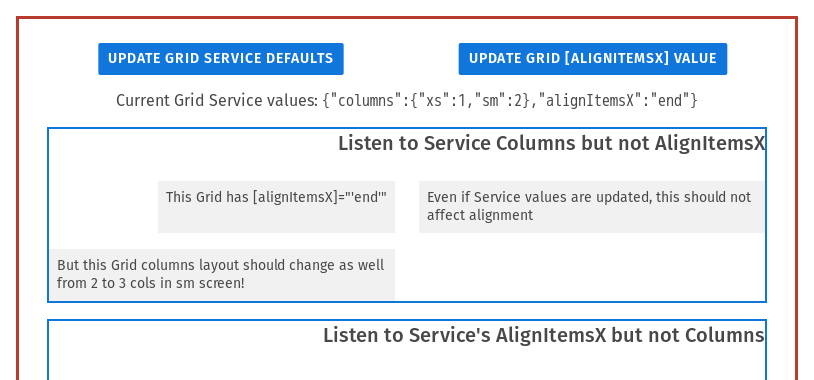 UPDATE GRID SERVICE DEFAULTS
UPDATE GRID [ALIGNITEMSX] VALUE
Current Grid Service values: {"columns":{"xs":1,"sm":2},"alignItemsX":"end"}
Listen to Service Columns but not AlignItemsX
This Grid has [alignItemsX]="'end'"
Even if Service values are updated, this should not
affect alignment
But this Grid columns layout should change as well
from 2 to 3 cols in sm screen!
Listen to Service's AlignItemsX but not Columns